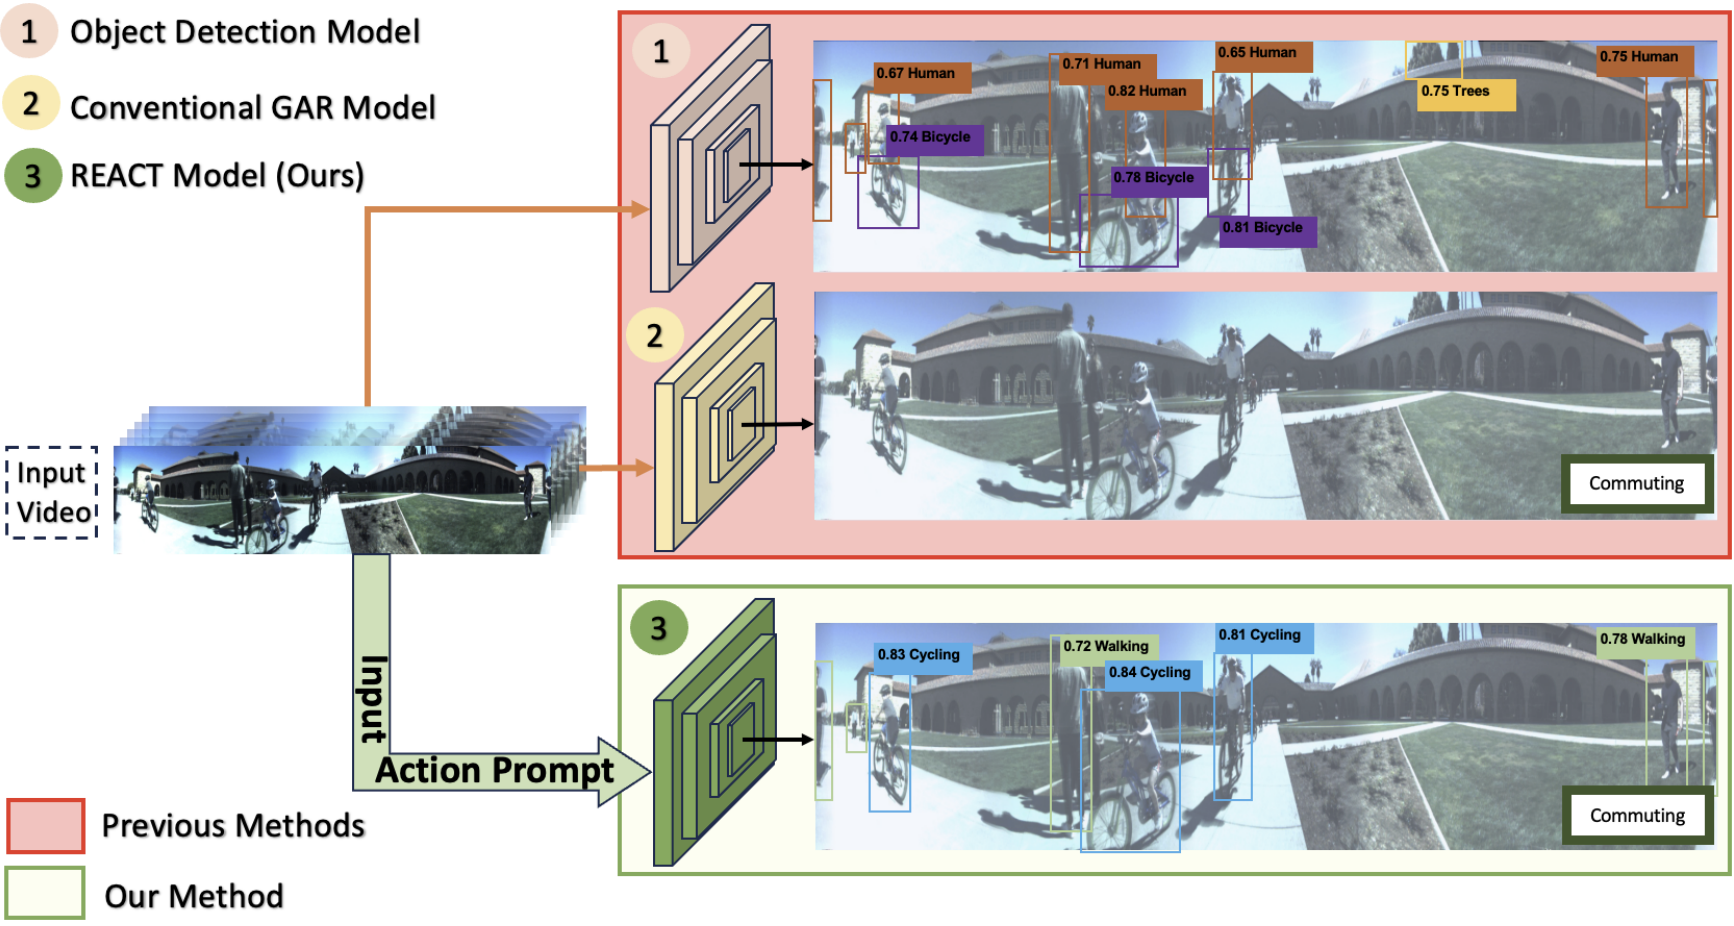 1 Object Detection Model
2 Conventional GAR Model
3 REACT Model (Ours)
1
0.67 Human
0.71 Human
0.82 Human
0.65 Human
0.75 Trees
0.75 Human
0.74 Bicycle
0.78 Bicycle
0.81 Bicycle
2
Commuting
Input
Video
Input
Action Prompt
3
0.83 Cycling
0.72 Walking
0.84 Cycling
0.81 Cycling
0.78 Walking
Commuting
Previous Methods
Our Method